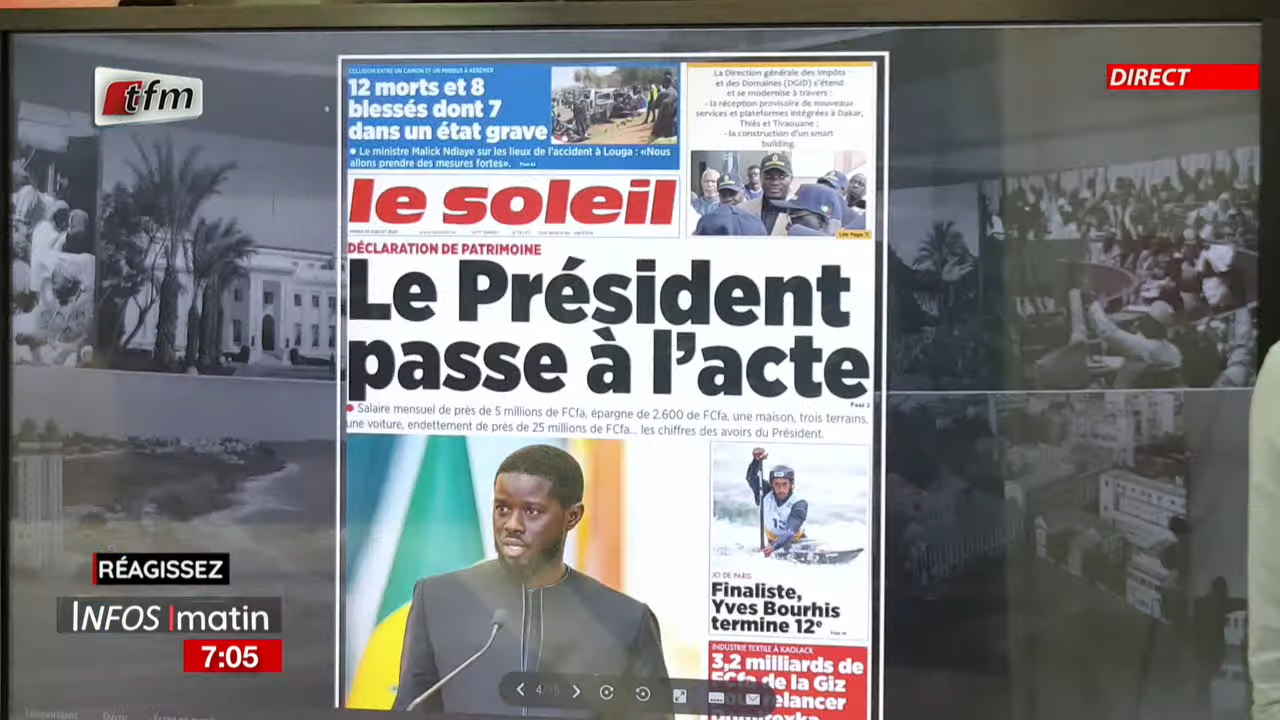 tfm
DIRECT
COLLISION ENTRE UN CAMION ET UN MINIBUS À KÉBÉMER
12 morts et 8
blessés dont 7
dans un état grave
Le ministre Malick Ndiaye sur les lieux de l'accident à Louga : «Nous
allons prendre des mesures fortes».
La Direction générale des Impôts
et des Domaines (DGID) s'étend
et se modernise à travers :
- la réception provisoire de nouveaux
services et plateformes intégrées à Dakar,
Thiès et Tivaouane ;
- la construction d'un smart
building.
Lire Page
le soleil
DÉCLARATION DE PATRIMOINE
Le Président
passe à l'acte
Salaire mensuel de près de 5 millions de FCfa, épargne de 2.600 de FCfa, une maison, trois terrains,
une voiture, endettement de près de 25 millions de FCfa... les chiffres des avoirs du Président.
JO DE PARIS
Finaliste,
Yves Bourhis
termine 12e
INDUSTRIE TEXTILE À KAOLACK
3,2 milliards de
FCfa de la Giz
relancer
RÉAGISSEZ
INFOS matin
7:05